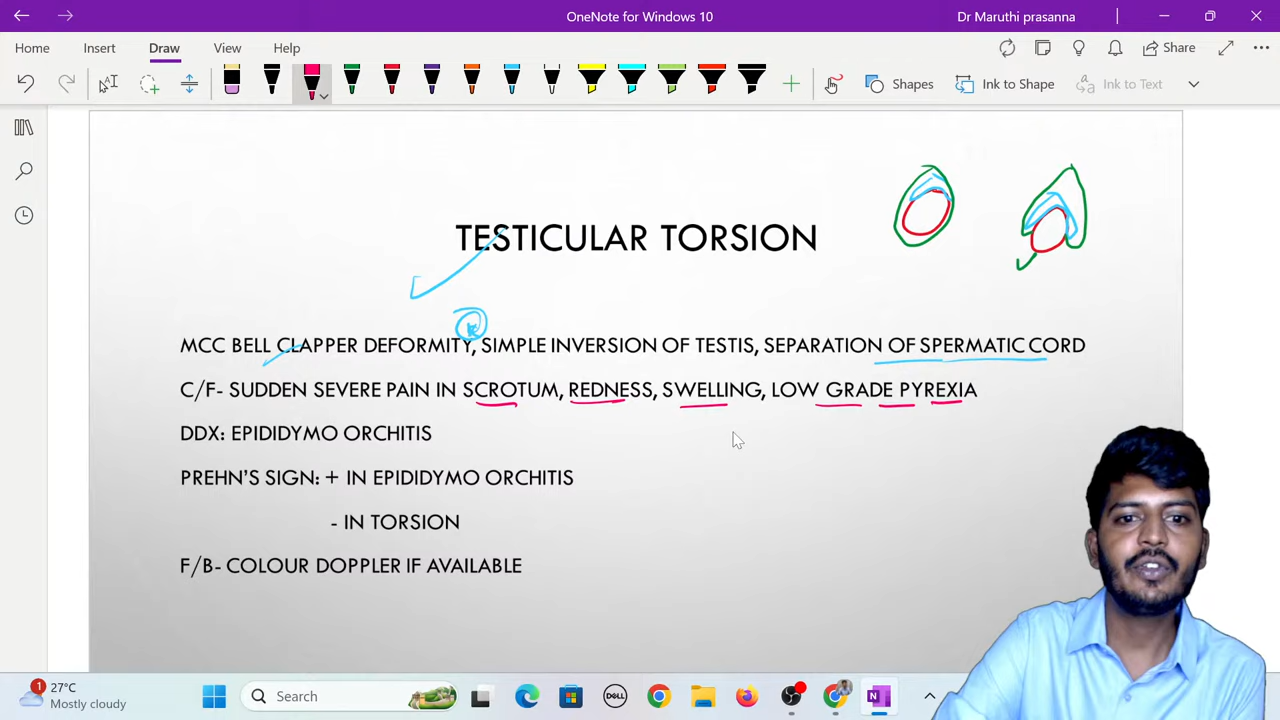 OneNote for Windows 10
Dr Maruthi prasanna
Home Insert Draw View Help
Share
Shapes Ink to Shape Ink to Text
TESTICULAR TORSION
MCC BELL CLAPPER DEFORMITY, SIMPLE INVERSION OF TESTIS, SEPARATION OF SPERMATIC CORD
C/F- SUDDEN SEVERE PAIN IN SCROTUM, REDNESS, SWELLING, LOW GRADE PYREXIA
DDX: EPIDIDYMO ORCHITIS
PREHN'S SIGN: + IN EPIDIDYMO ORCHITIS
- IN TORSION
F/B- COLOUR DOPPLER IF AVAILABLE
1
27°C
Mostly cloudy
Search
DELL